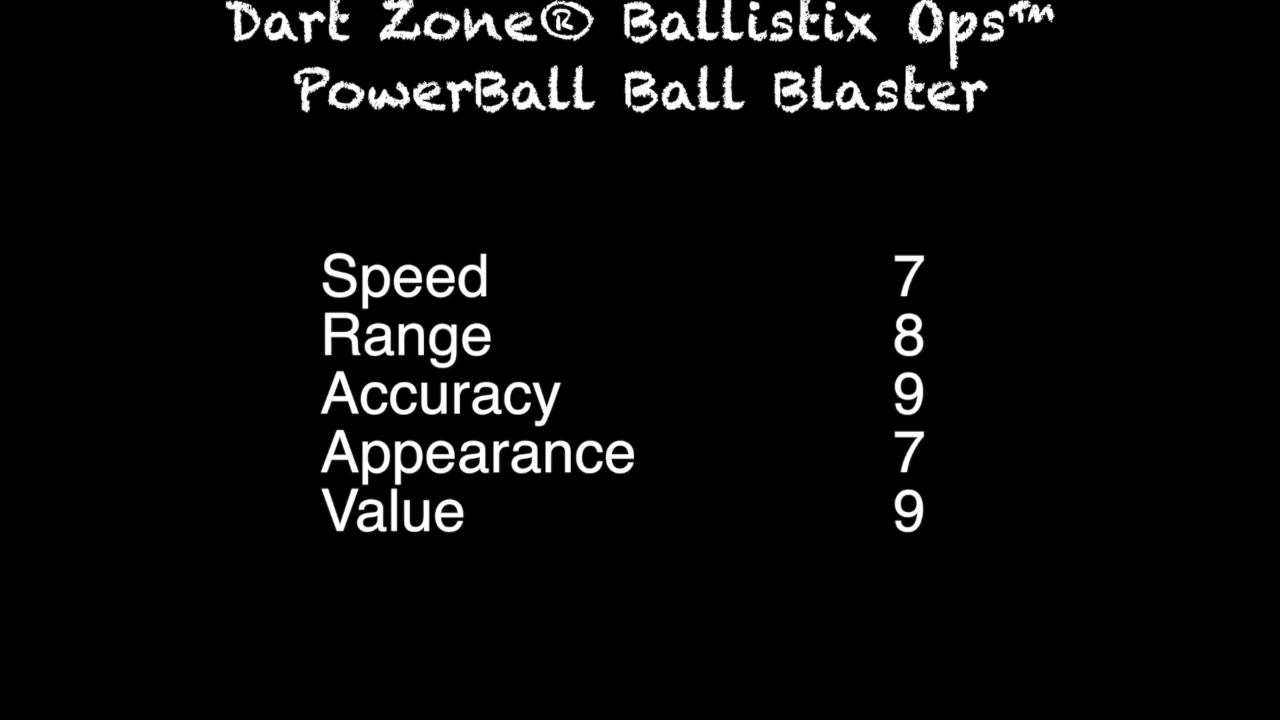 Dart Zone® Ballistix Ops™
PowerBall Ball Blaster
Speed 7
Range 8
Accuracy 9
Appearance 7
Value 9